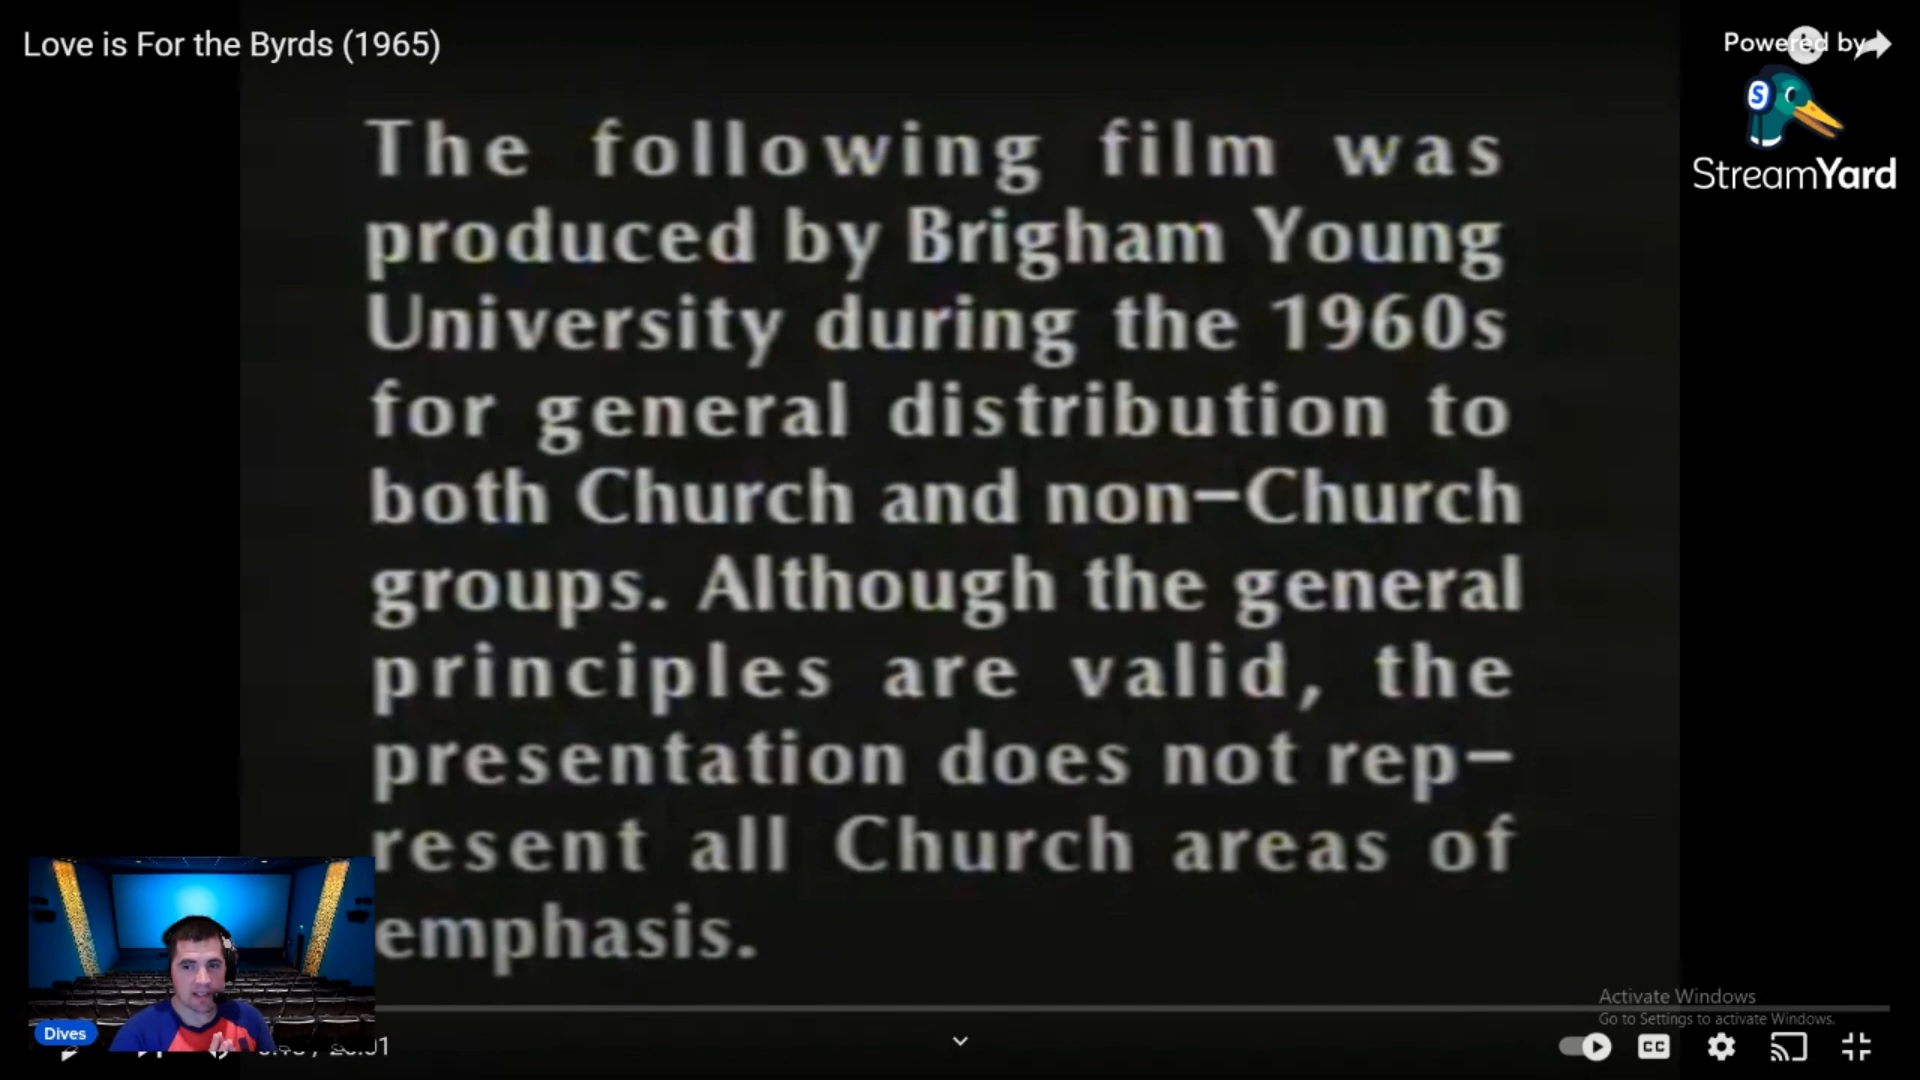 Love is For the Byrds (1965)
Powered by
StreamYard
The following film was
produced by Brigham Young
University during the 1960s
for general distribution to
both Church and non-Church
groups. Although the general
principles are valid, the
presentation does not rep-
resent all Church areas of
emphasis.
Activate Windows
Go to Settings to activate Windows.
Dives
CC